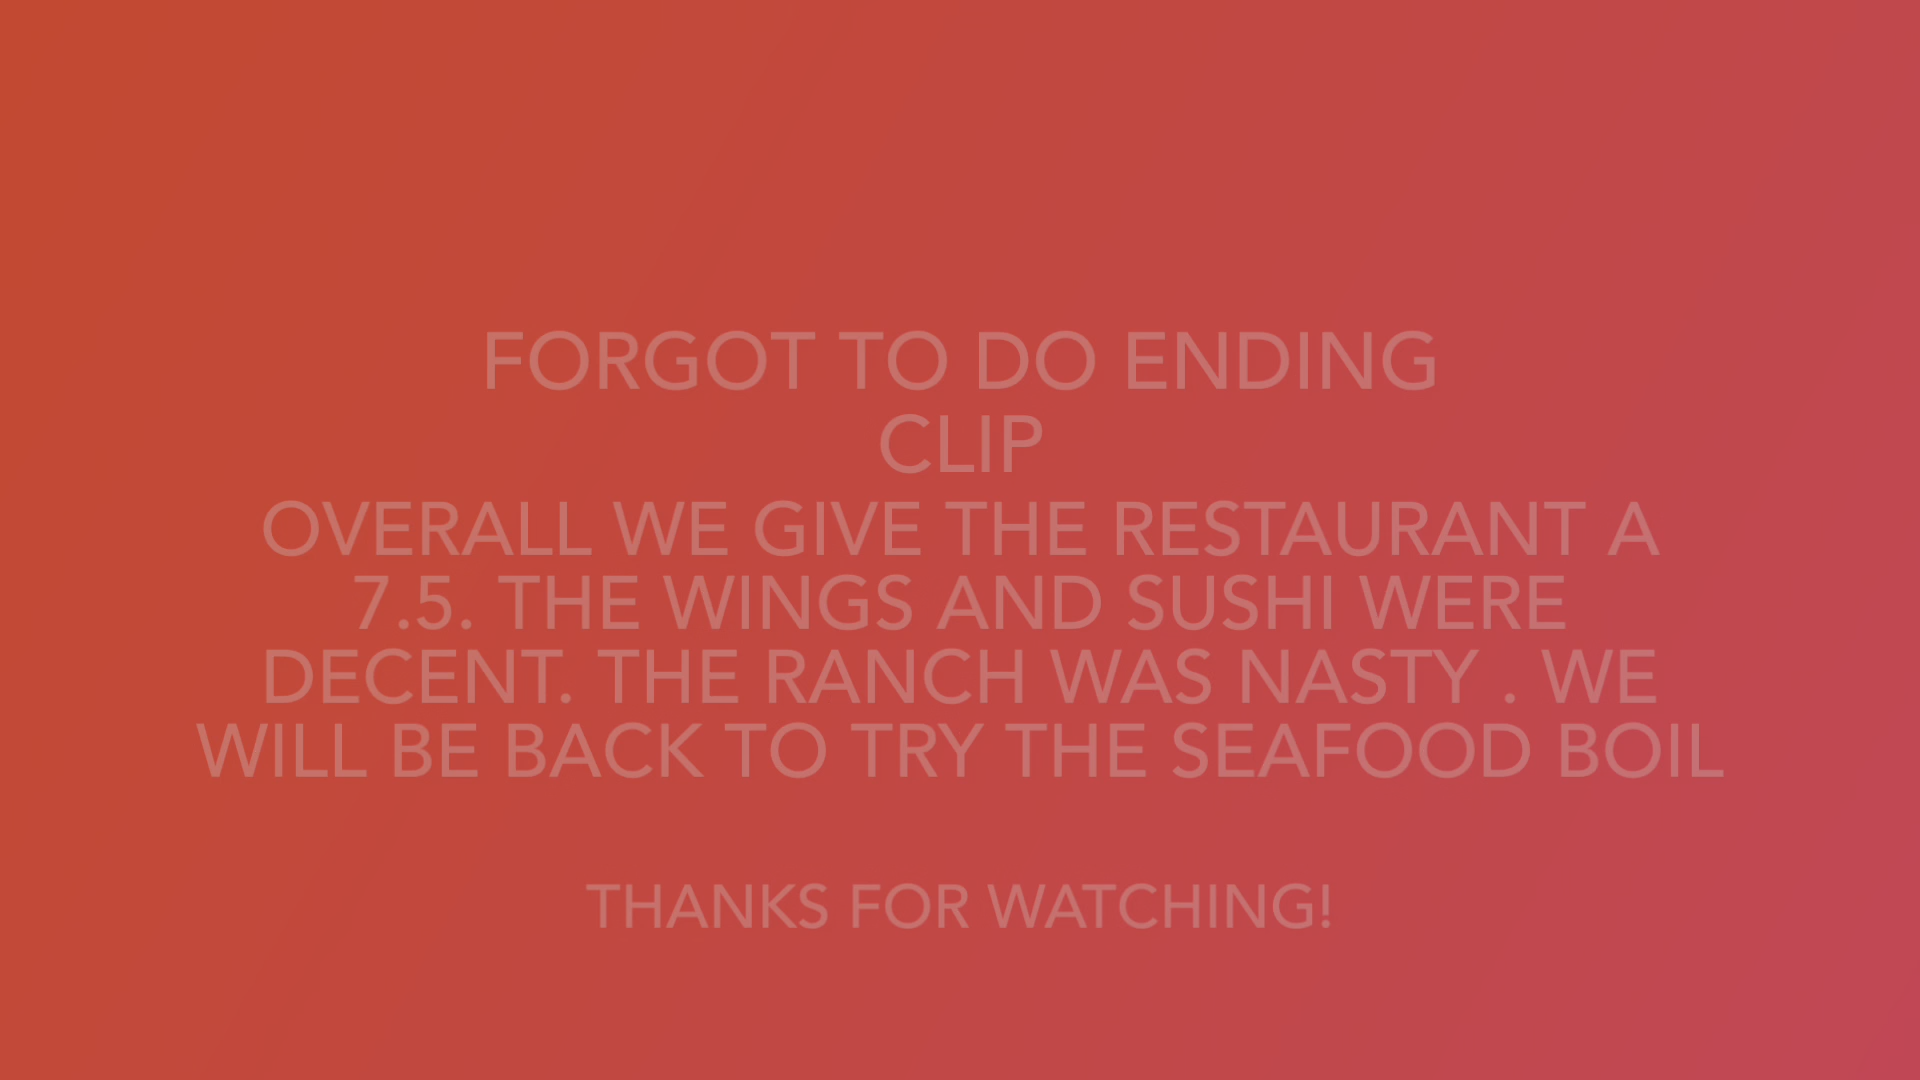 FORGOT TO DO ENDING
CLIP
OVERALL WE GIVE THE RESTAURANT A
7.5. THE WINGS AND SUSHI WERE
DECENT. THE RANCH WAS NASTY . WE
WILL BE BACK TO TRY THE SEAFOOD BOIL
THANKS FOR WATCHING!